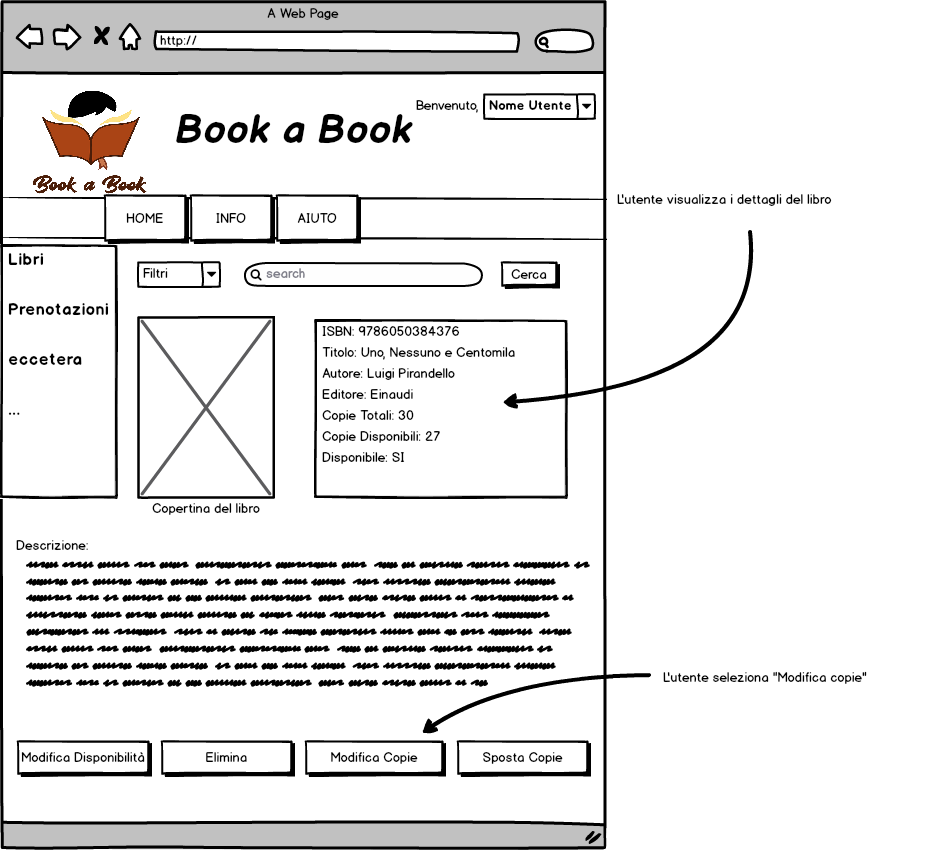 A Web Page
http://
Benvenuto, Nome Utente
Book a Book
Book a Book
HOME INFO AIUTO
L'utente visualizza i dettagli del libro
Libri
Prenotazioni
eccetera
...
Filtri search Cerca
ISBN: 9786050384376
Titolo: Uno, Nessuno e Centomila
Autore: Luigi Pirandello
Editore: Einaudi
Copie Totali: 30
Copie Disponibili: 27
Disponibile: SI
Copertina del libro
Descrizione:
L'utente seleziona "Modifica copie"
Modifica Disponibilità Elimina Modifica Copie Sposta Copie